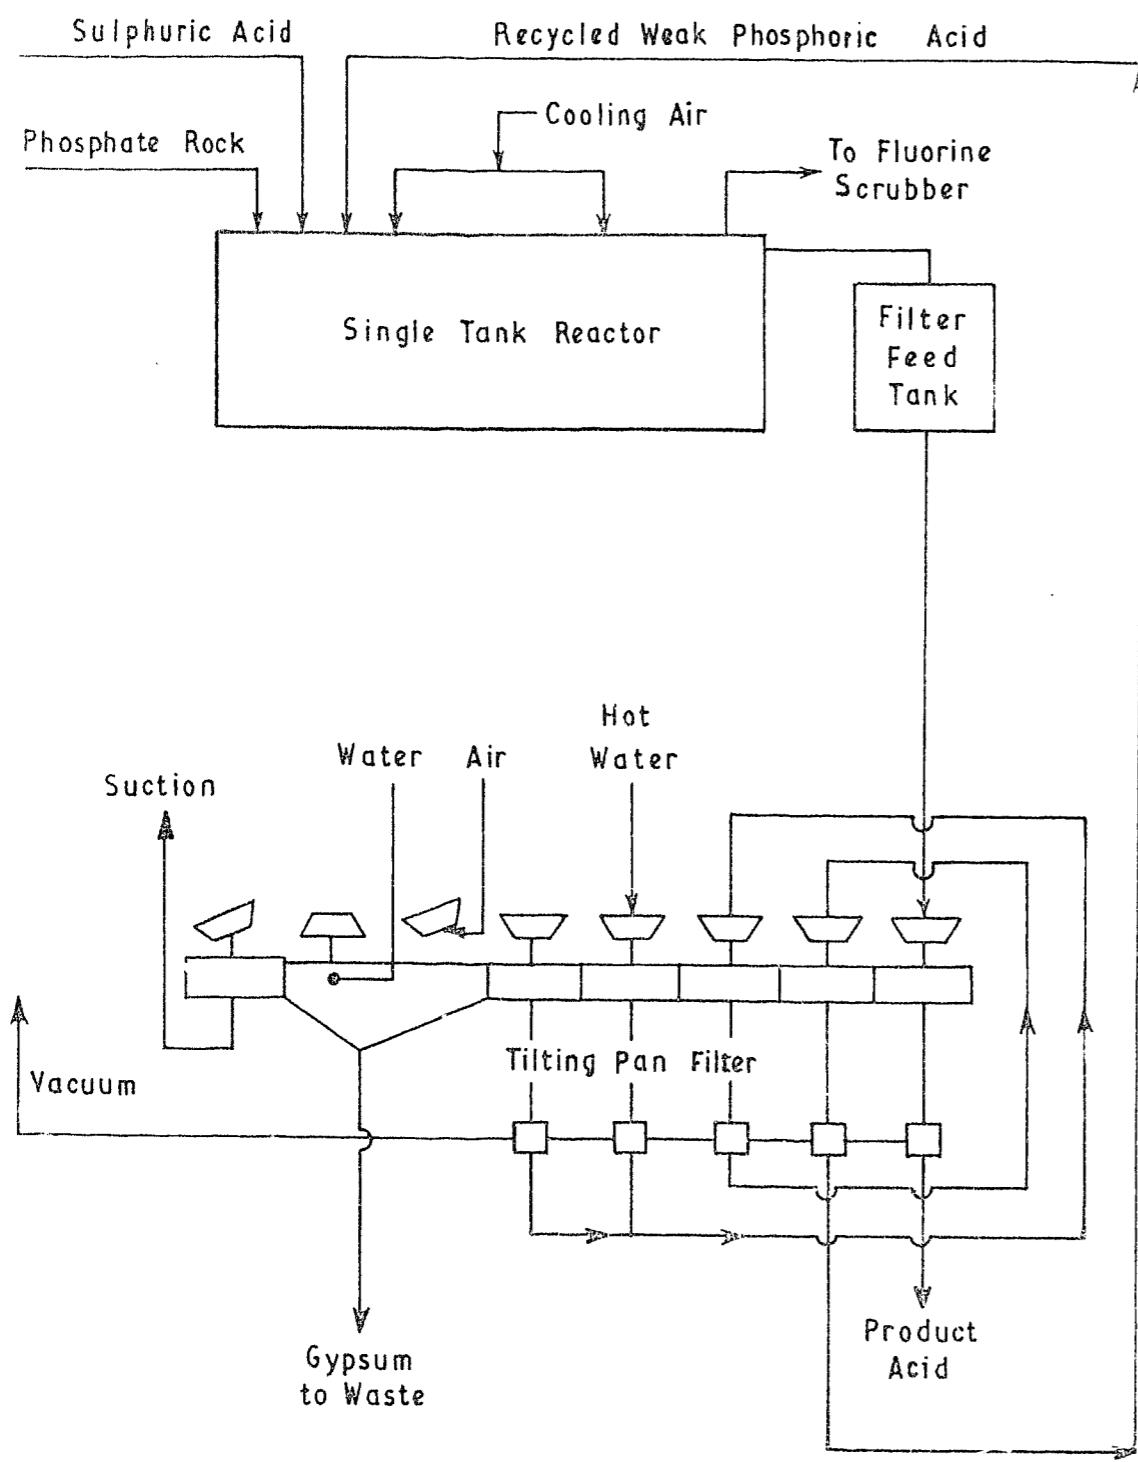 Sulphuric Acid
Recycled Weak Phosphoric Acid
Cooling Air
Phosphate Rock
To Fluorine
Scrubber
Single Tank Reactor
Filter
Feed
Tank
Hot
Water
Water
Air
Suction
Tilting Pan Filter
Vacuum
Product
Acid
Gypsum
to Waste